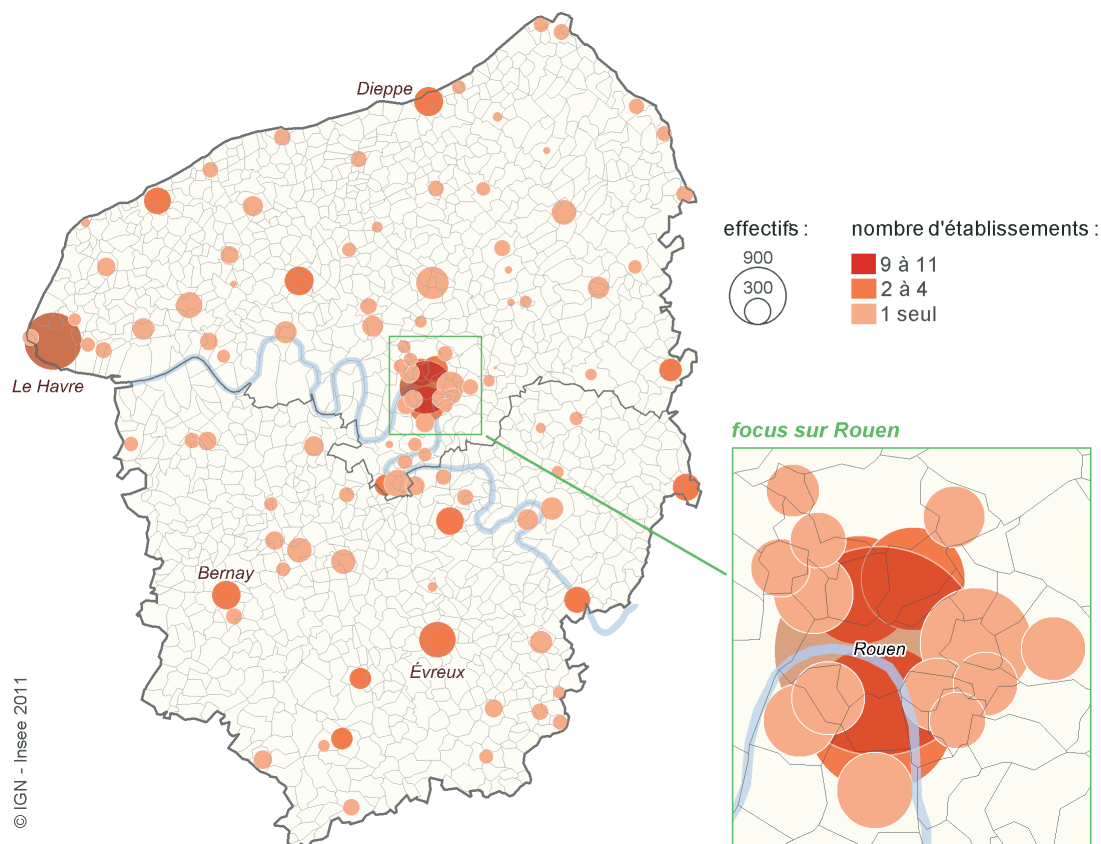 Dieppe
effectifs :
900
300
nombre d'établissements :
9 à 11
2 à 4
1 seul
Le Havre
focus sur Rouen
Bernay
Évreux
Rouen
© IGN - Insee 2011